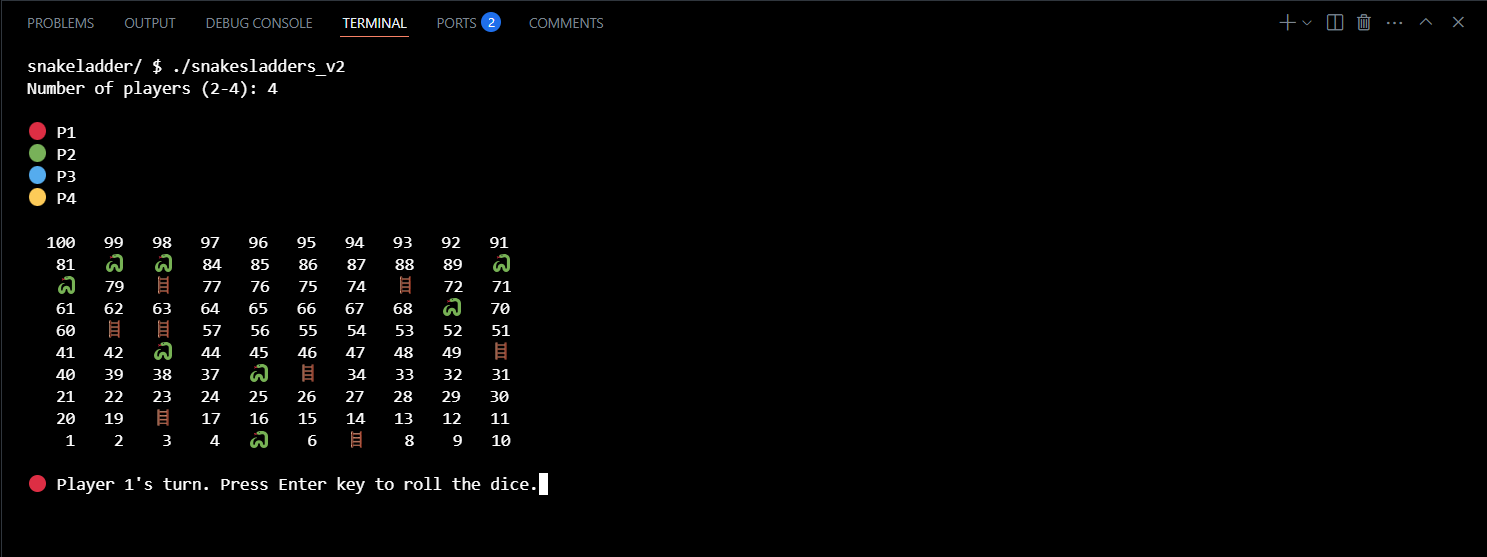 PROBLEMS OUTPUT DEBUG CONSOLE TERMINAL PORTS 2 COMMENTS
snakeladder/ $ ./snakesladders_v2
Number of players (2-4): 4
🔴 P1
🟢 P2
🔵 P3
🟡 P4
100 99 98 97 96 95 94 93 92 91
81 🐍 🐍 84 85 86 87 88 89 🐍
🐍 79 🪜 77 76 75 74 🪜 72 71
61 62 63 64 65 66 67 68 🐍 70
60 🪜 🪜 57 56 55 54 53 52 51
41 42 🐍 44 45 46 47 48 49 🪜
40 39 38 37 🐍 🪜 34 33 32 31
21 22 23 24 25 26 27 28 29 30
20 19 🪜 17 16 15 14 13 12 11
1 2 3 4 🐍 6 🪜 8 9 10
🔴 Player 1's turn. Press Enter key to roll the dice.